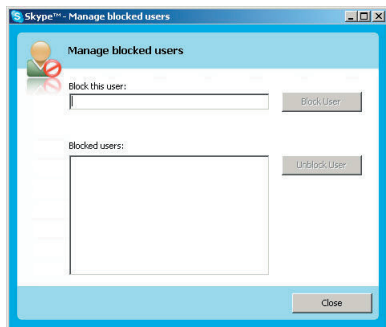 Skype™ - Manage blocked users
Manage blocked users
Block this user:
Block User
Blocked users:
Unblock User
Close